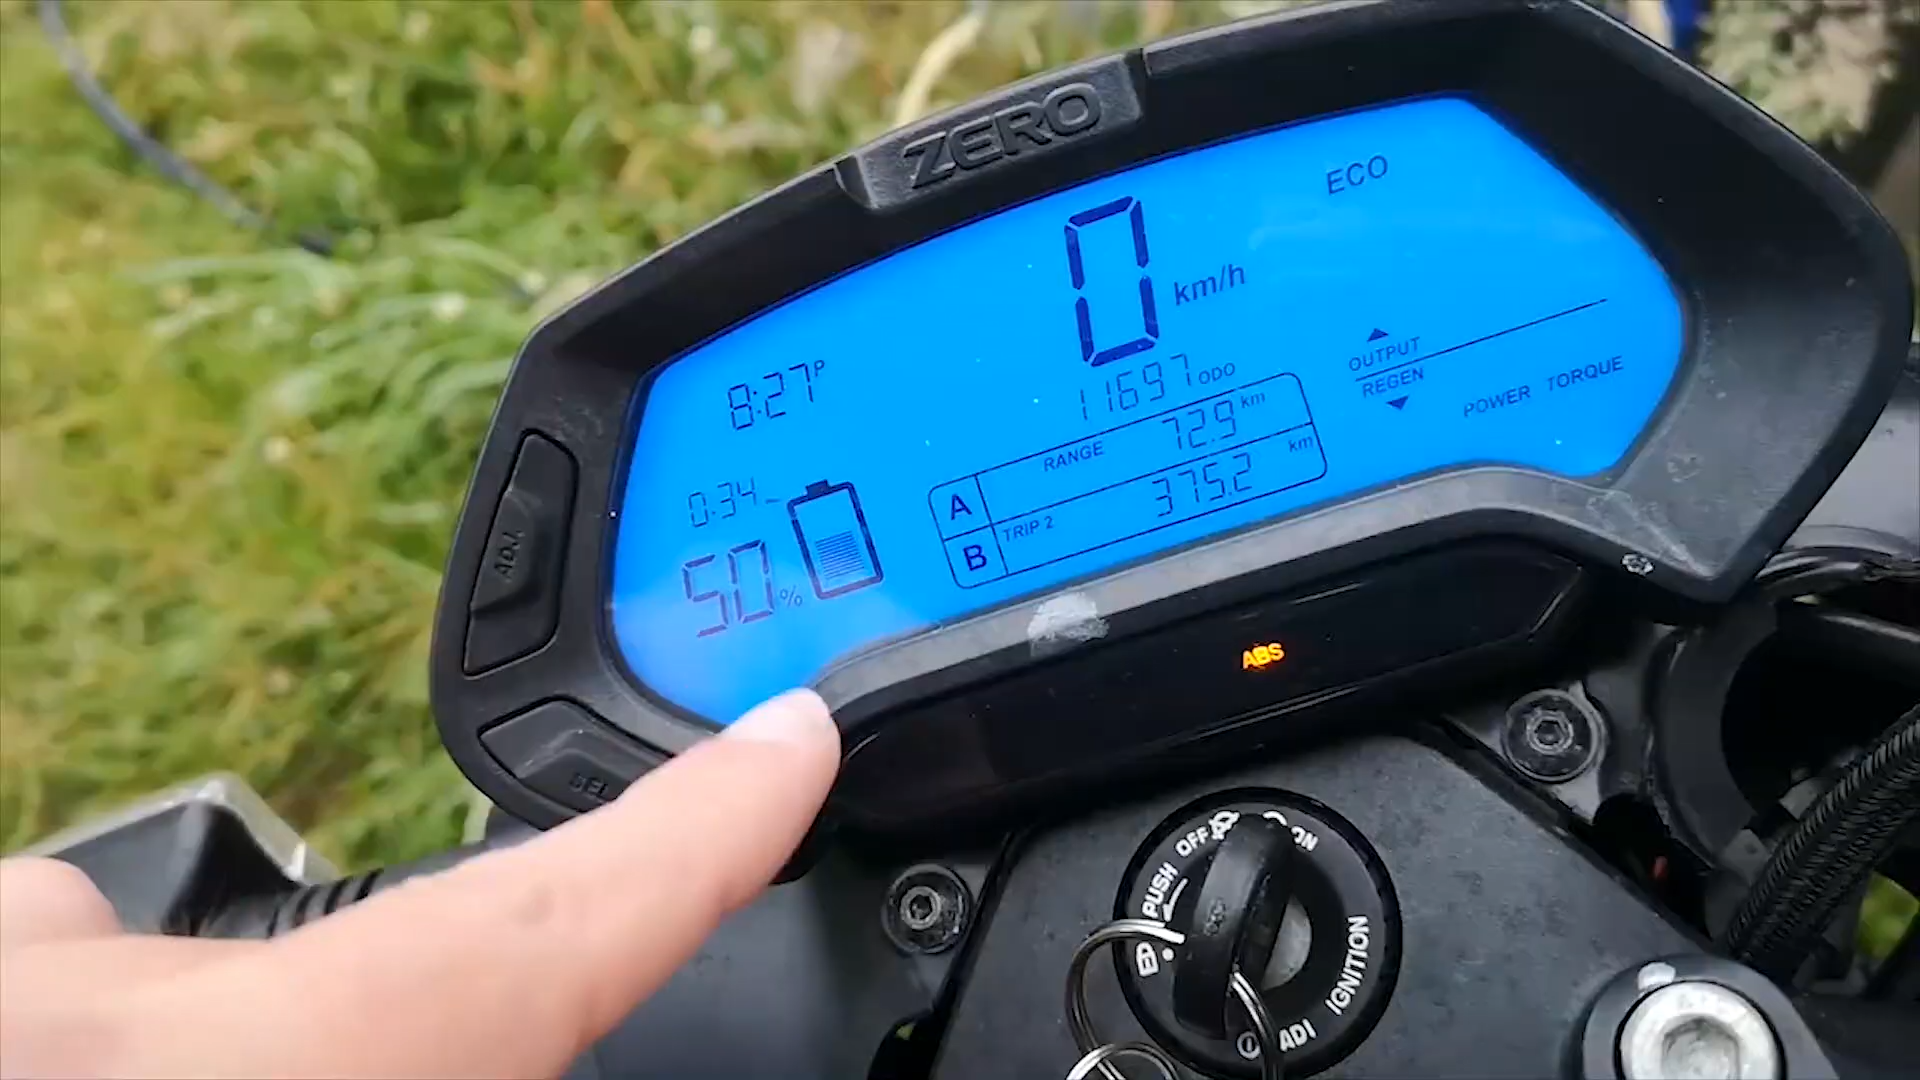 ZERO
ECO
0 km/h
8:27 P
11697 ODO
OUTPUT
REGEN
POWER TORQUE
A RANGE 72.9 km
B TRIP 2 375.2 km
0:34
50 %
ADJ.
SEL
ABS
PUSH OFF ON
IGNITION